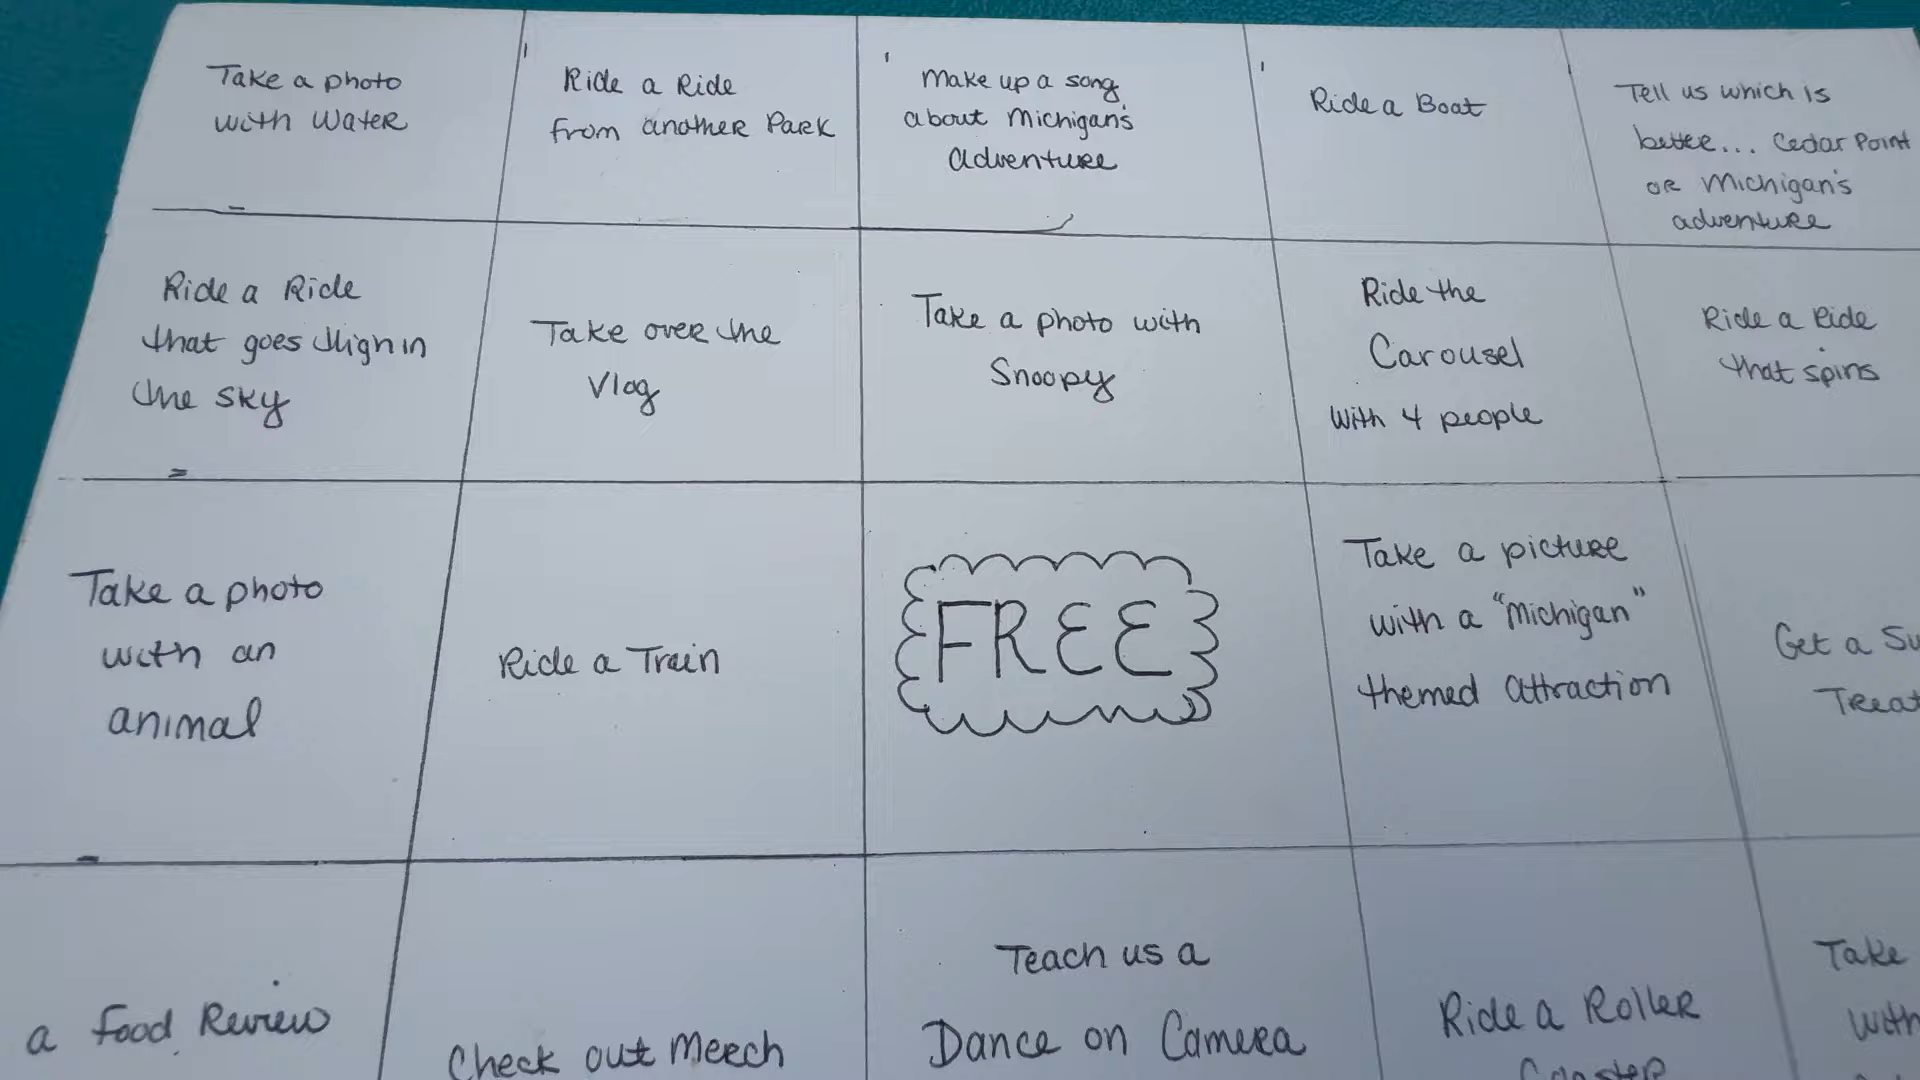 Take a photo
with Water
Ride a Ride
from another Park
Make up a song
about Michigan's
Adventure
Ride a Boat
Tell us which is
better... Cedar Point
or Michigan's
adventure
Ride a Ride
that goes High in
the sky
Take over the
Vlog
Take a photo with
Snoopy
Ride the
Carousel
with 4 people
Ride a Ride
that spins
Take a photo
with an
animal
Ride a Train
FREE
Take a picture
with a "Michigan"
themed attraction
Get a
Treat
a food Review
Check out Merch
Teach us a
Dance on Camera
Ride a Roller
Coaster
Take
with